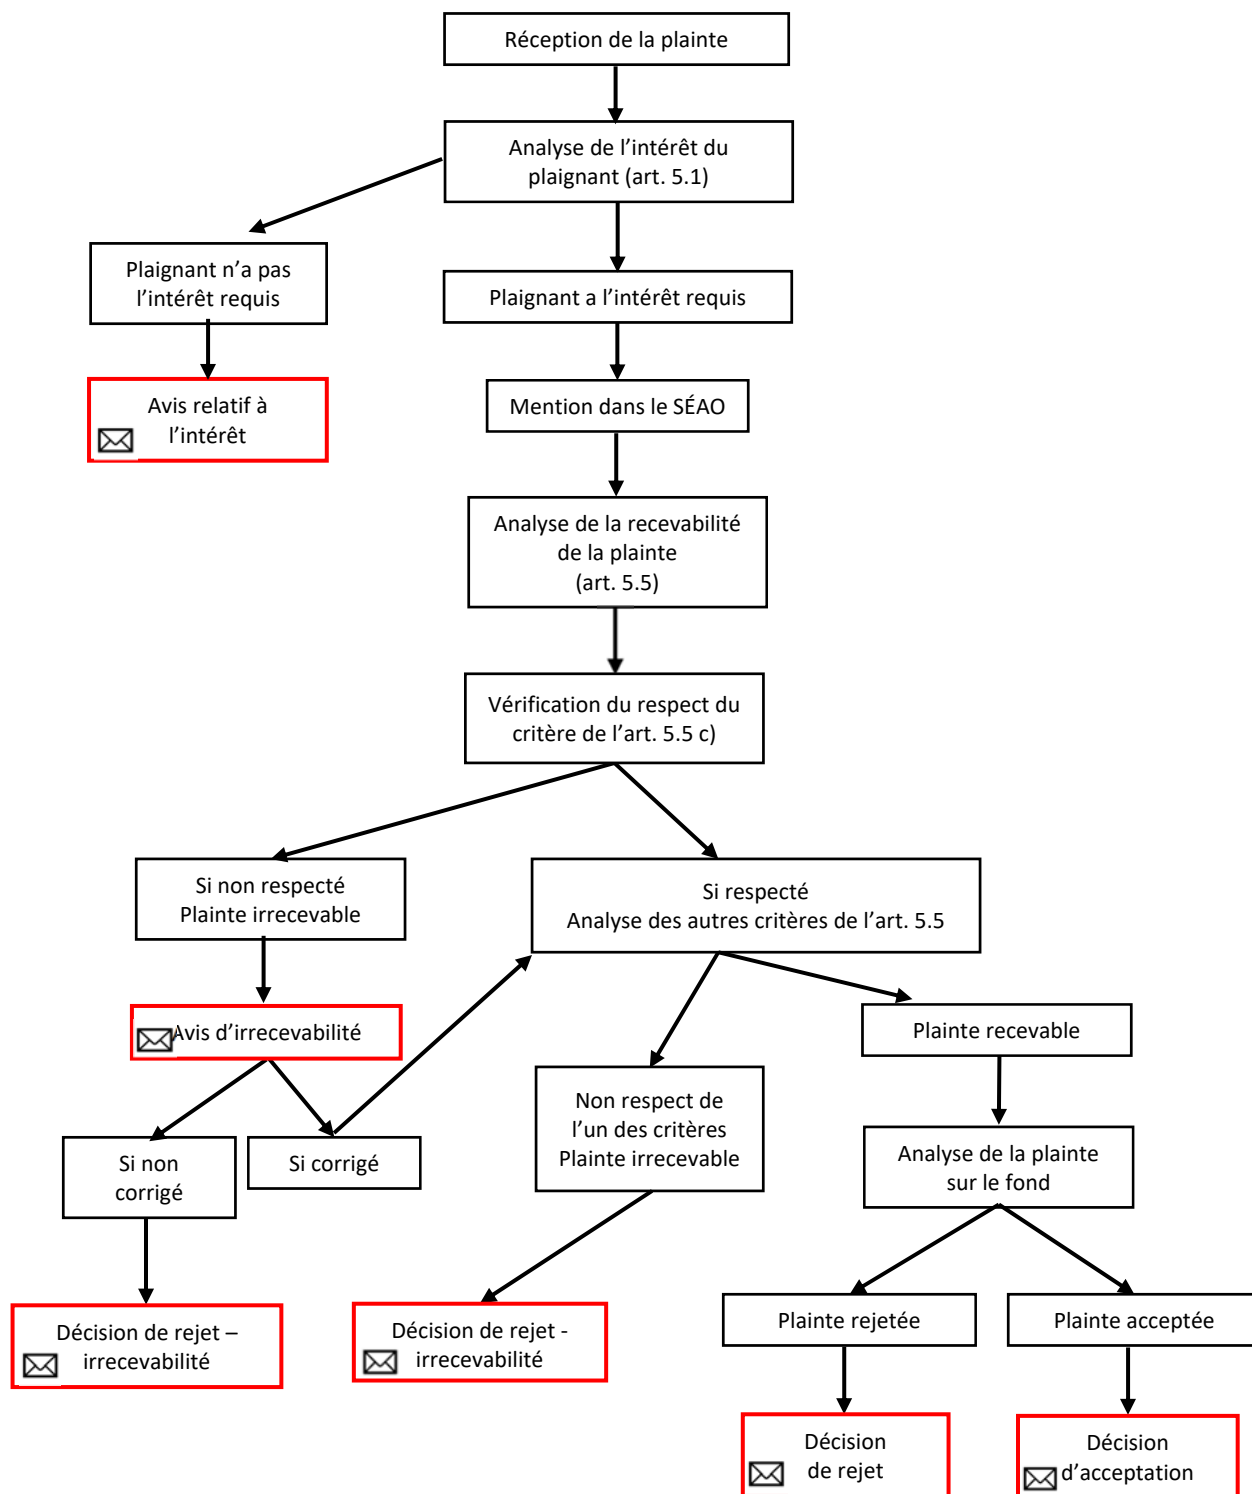 Réception de la plainte
Analyse de l’intérêt du
plaignant (art. 5.1)
Plaignant n’a pas
l’intérêt requis
Plaignant a l’intérêt requis
Avis relatif à
l’intérêt
Mention dans le SÉAO
Analyse de la recevabilité
de la plainte
(art. 5.5)
Vérification du respect du
critère de l’art. 5.5 c)
Si non respecté
Plainte irrecevable
Si respecté
Analyse des autres critères de l’art. 5.5
Avis d’irrecevabilité
Plainte recevable
Si non
corrigé
Si corrigé
Non respect de
l’un des critères
Plainte irrecevable
Analyse de la plainte
sur le fond
Décision de rejet –
irrecevabilité
Décision de rejet -
irrecevabilité
Plainte rejetée
Plainte acceptée
Décision
de rejet
Décision
d’acceptation